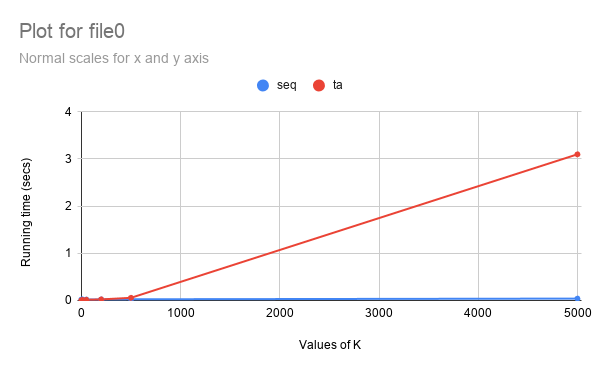 Plot for file0
Normal scales for x and y axis
seq ta
4
3
2
1
0
Running time (secs)
0 1000 2000 3000 4000 5000
Values of K